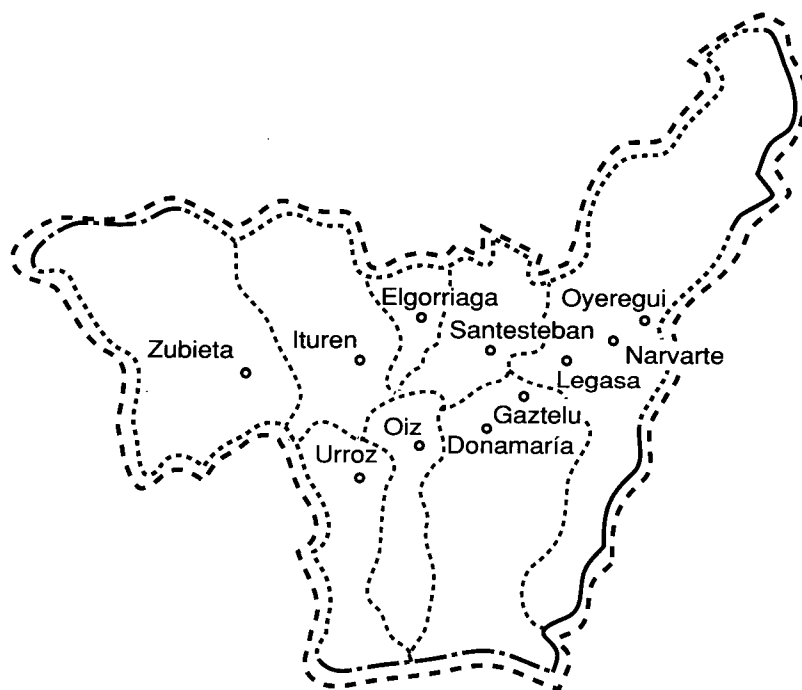 Elgorriaga
Oyeregui
Santesteban
Ituren
Zubieta
Narvarte
Legasa
Gaztelu
Oiz
Donamaría
Urroz